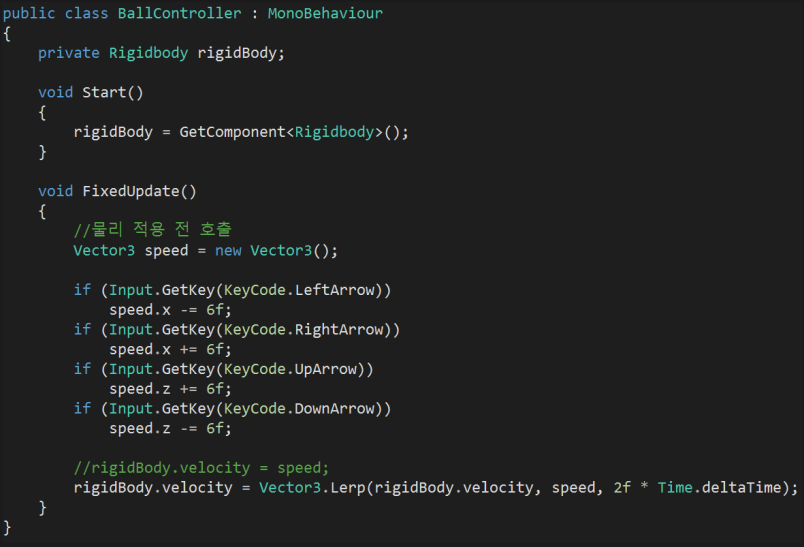 public class BallController : MonoBehaviour
{
    private Rigidbody rigidBody;

    void Start()
    {
        rigidBody = GetComponent<Rigidbody>();
    }

    void FixedUpdate()
    {
        //물리 적용 전 호출
        Vector3 speed = new Vector3();

        if (Input.GetKey(KeyCode.LeftArrow))
            speed.x -= 6f;
        if (Input.GetKey(KeyCode.RightArrow))
            speed.x += 6f;
        if (Input.GetKey(KeyCode.UpArrow))
            speed.z += 6f;
        if (Input.GetKey(KeyCode.DownArrow))
            speed.z -= 6f;

        //rigidBody.velocity = speed;
        rigidBody.velocity = Vector3.Lerp(rigidBody.velocity, speed, 2f * Time.deltaTime);
    }
}